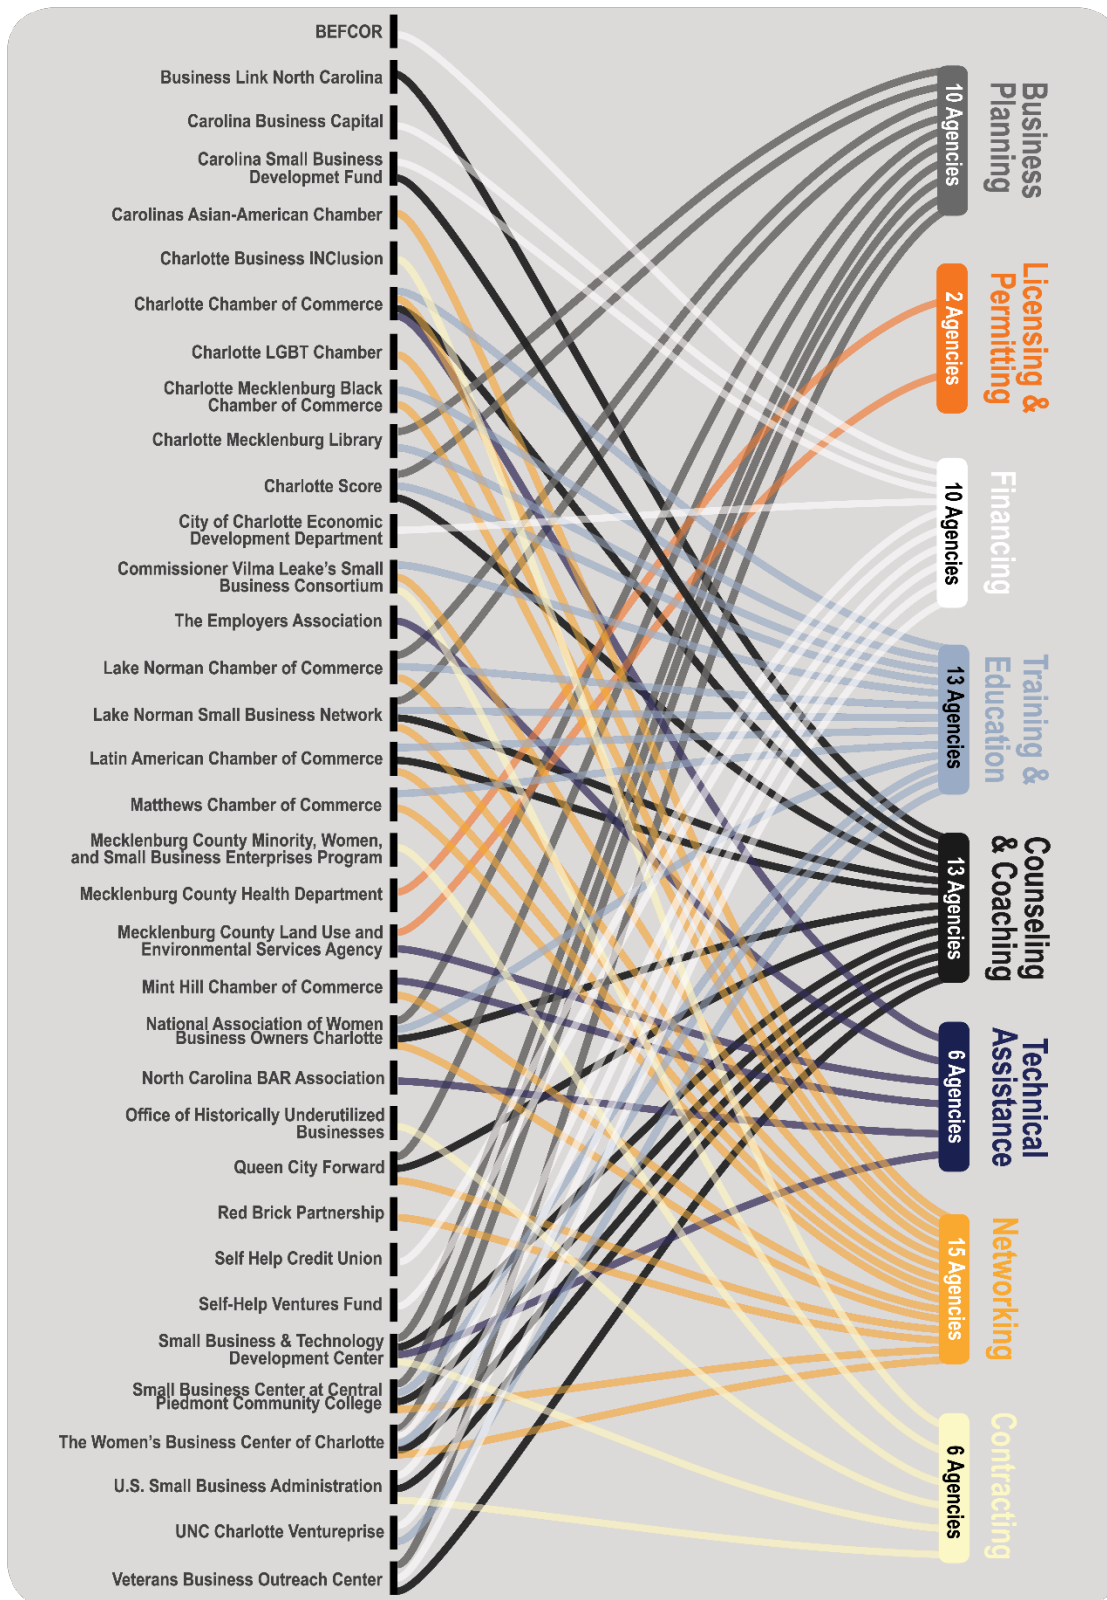 BEFCOR
Business Link North Carolina
Carolina Business Capital
Carolina Small Business
Developmet Fund
Carolinas Asian-American Chamber
Charlotte Business INClusion
Charlotte Chamber of Commerce
Charlotte LGBT Chamber
Charlotte Mecklenburg Black
Chamber of Commerce
Charlotte Mecklenburg Library
Charlotte Score
City of Charlotte Economic
Development Department
Commissioner Vilma Leake's Small
Business Consortium
The Employers Association
Lake Norman Chamber of Commerce
Lake Norman Small Business Network
Latin American Chamber of Commerce
Matthews Chamber of Commerce
Mecklenburg County Minority, Women,
and Small Business Enterprises Program
Mecklenburg County Health Department
Mecklenburg County Land Use and
Environmental Services Agency
Mint Hill Chamber of Commerce
National Association of Women
Business Owners Charlotte
North Carolina BAR Association
Office of Historically Underutilized
Businesses
Queen City Forward
Red Brick Partnership
Self Help Credit Union
Self-Help Ventures Fund
Small Business & Technology
Development Center
Small Business Center at Central
Piedmont Community College
The Women's Business Center of Charlotte
U.S. Small Business Administration
UNC Charlotte Ventureprise
Veterans Business Outreach Center
Business
Planning
10 Agencies
Licensing &
Permitting
2 Agencies
Financing
10 Agencies
Training &
Education
13 Agencies
Counseling
& Coaching
13 Agencies
Technical
Assistance
6 Agencies
Networking
15 Agencies
Contracting
6 Agencies